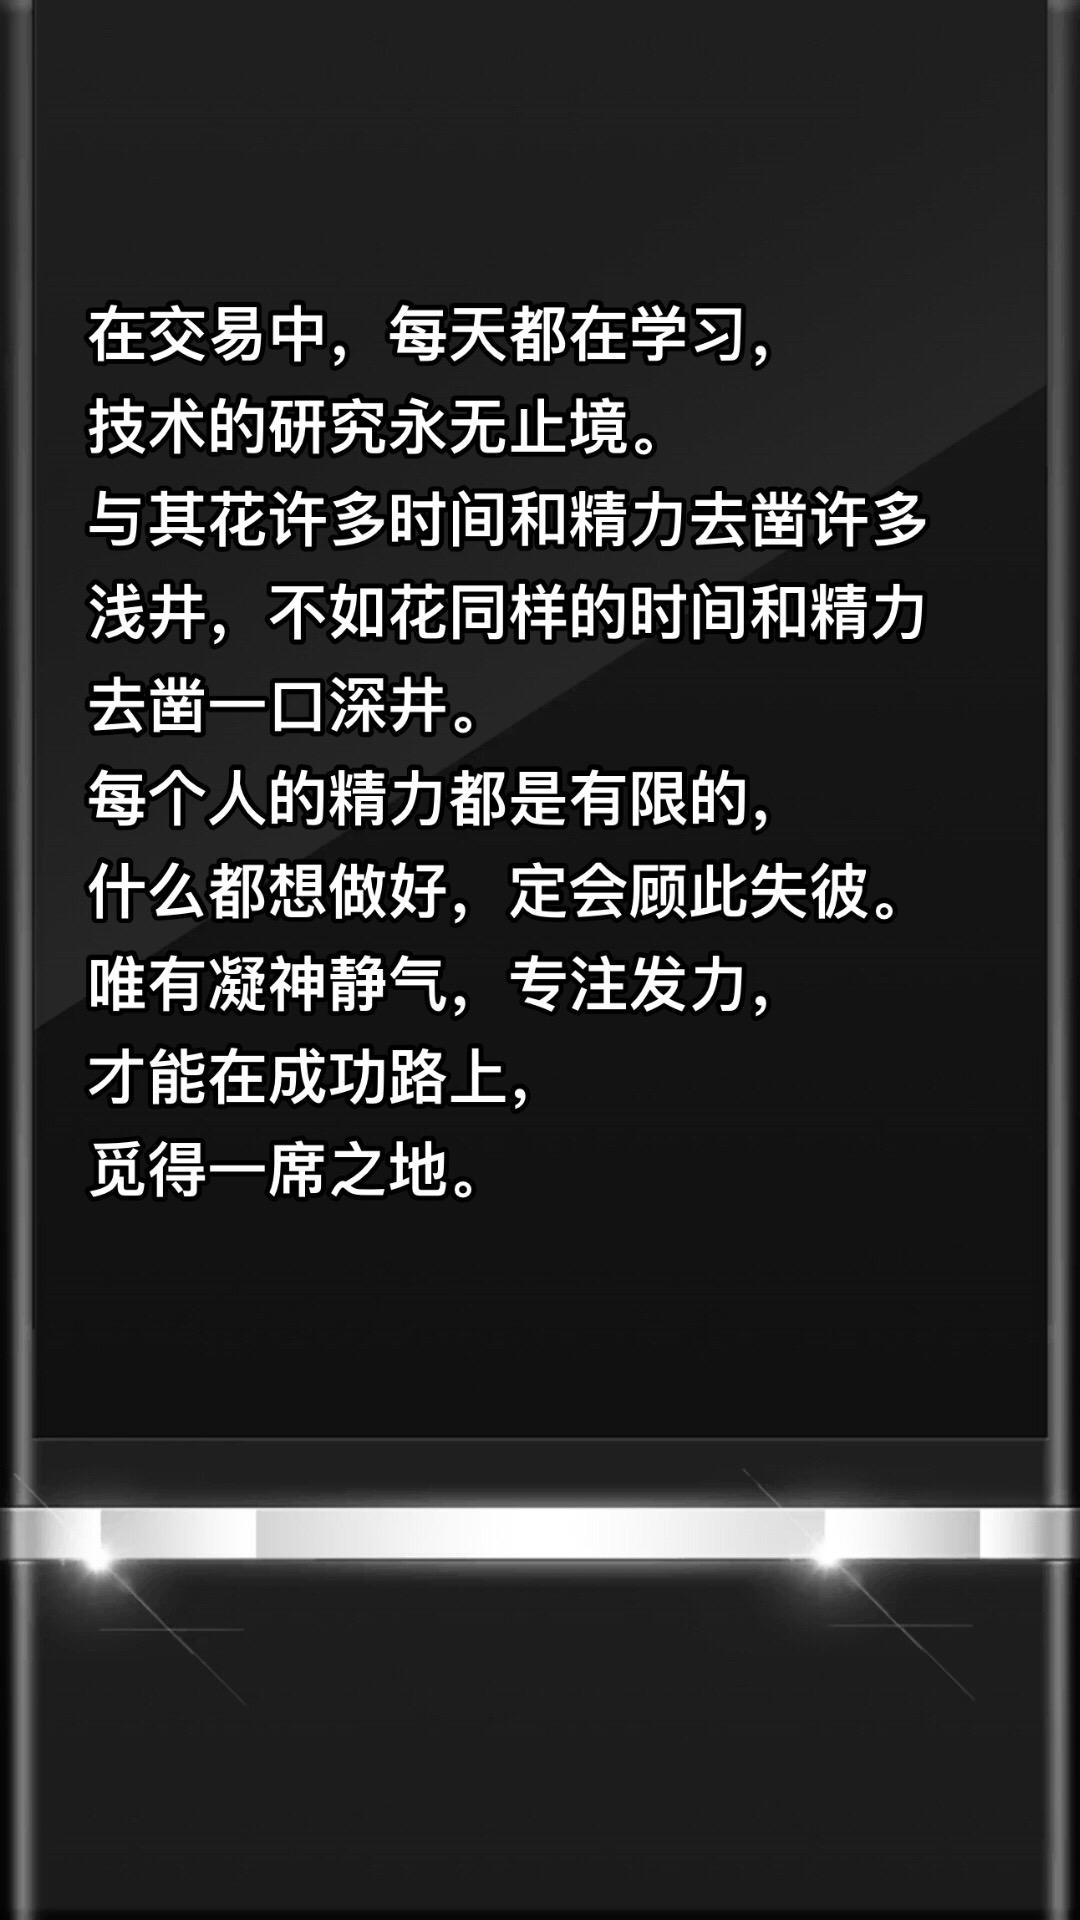 在交易中，每天都在学习，
技术的研究永无止境。
与其花许多时间和精力去凿许多
浅井，不如花同样的时间和精力
去凿一口深井。
每个人的精力都是有限的，
什么都想做好，定会顾此失彼。
唯有凝神静气，专注发力，
才能在成功路上，
觅得一席之地。